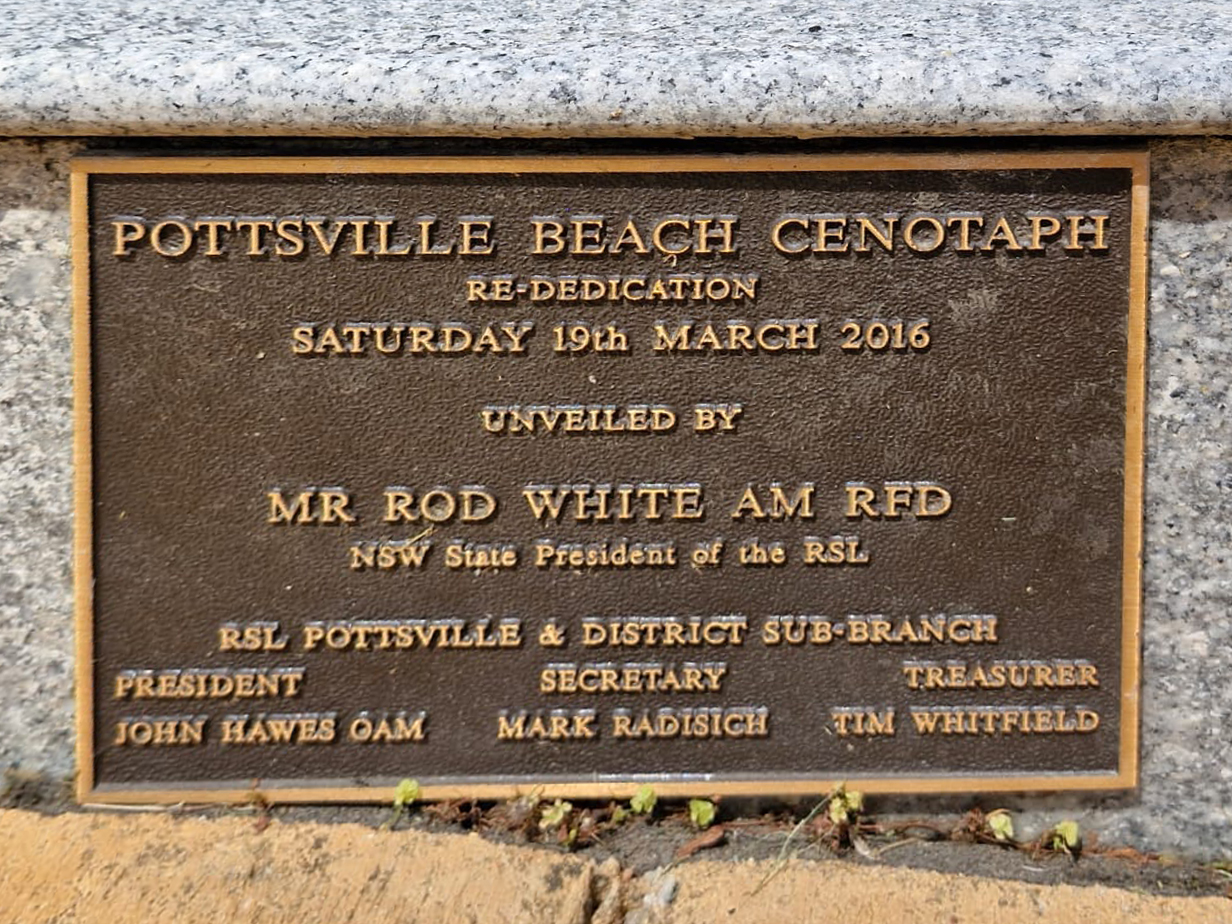 POTTSVILLE BEACH CENOTAPH
RE-DEDICATION
SATURDAY 19th MARCH 2016
UNVEILED BY
MR ROD WHITE AM RFD
NSW State President of the RSL
RSL POTTSVILLE & DISTRICT SUB-BRANCH
PRESIDENT SECRETARY TREASURER
JOHN HAWES OAM MARK RADISICH TIM WHITFIELD